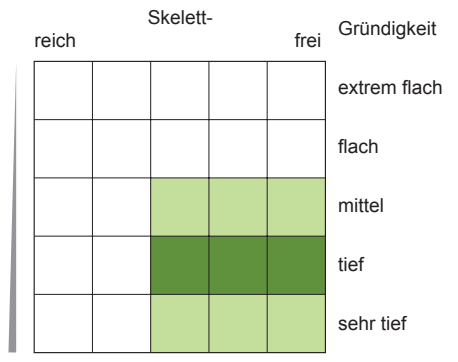 Skelett-
reich frei
Gründigkeit
extrem flach
flach
mittel
tief
sehr tief